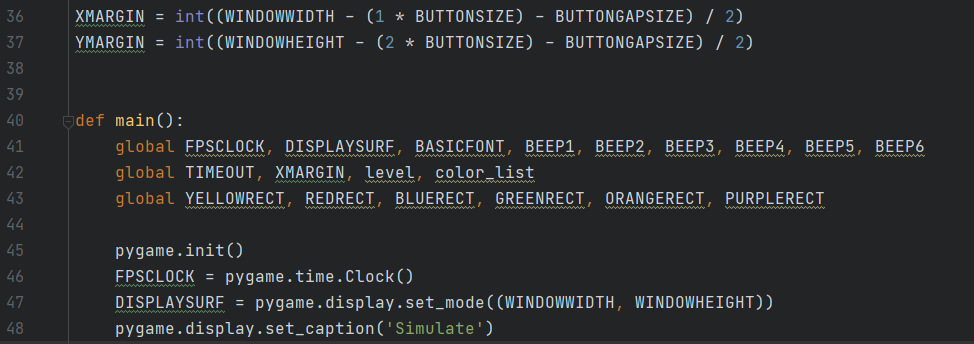 36 XMARGIN = int((WINDOWWIDTH - (1 * BUTTONSIZE) - BUTTONGAPSIZE) / 2)
37 YMARGIN = int((WINDOWHEIGHT - (2 * BUTTONSIZE) - BUTTONGAPSIZE) / 2)
38
39
40 def main():
41     global FPSCLOCK, DISPLAYSURF, BASICFONT, BEEP1, BEEP2, BEEP3, BEEP4, BEEP5, BEEP6
42     global TIMEOUT, XMARGIN, level, color_list
43     global YELLOWRECT, REDRECT, BLUERECT, GREENRECT, ORANGERECT, PURPLERECT
44
45     pygame.init()
46     FPSCLOCK = pygame.time.Clock()
47     DISPLAYSURF = pygame.display.set_mode((WINDOWWIDTH, WINDOWHEIGHT))
48     pygame.display.set_caption('Simulate')